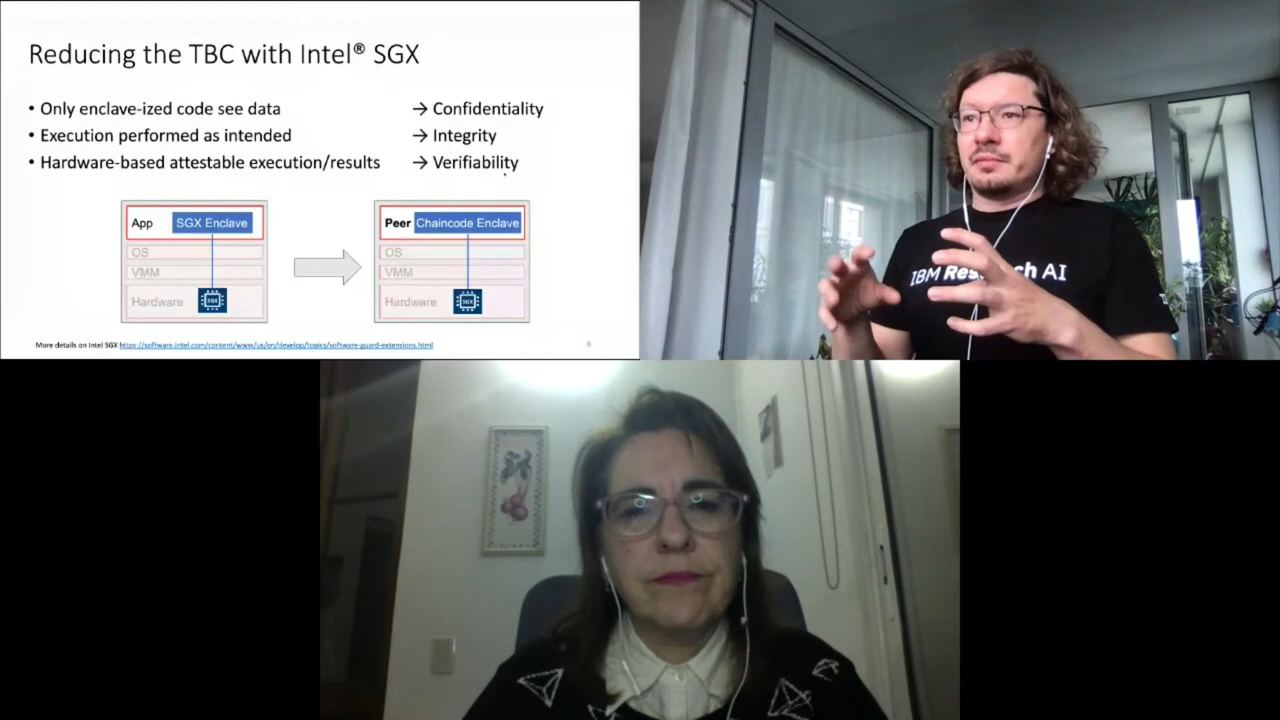 Reducing the TBC with Intel® SGX
• Only enclave-ized code see data → Confidentiality
• Execution performed as intended → Integrity
• Hardware-based attestable execution/results → Verifiability
App SGX Enclave
OS
VMM
Hardware SGX
Peer Chaincode Enclave
OS
VMM
Hardware SGX
More details on Intel SGX https://software.intel.com/content/www/us/en/develop/topics/software-guard-extensions.html
6
IBM Research AI